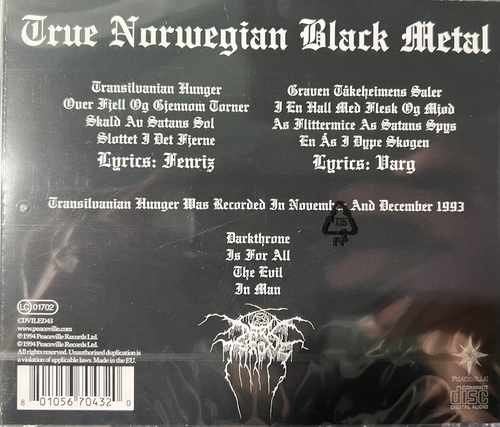 True Norwegian Black Metal
Transilvanian Hunger
Over Fjell Og Gjennom Torner
Skald Av Satans Sol
Slottet I Det Fjerne
Lyrics: Fenriz
Graven Tåkeheimens Saler
I En Hall Med Flesk Og Mjød
As Flittermice As Satans Spys
En Ås I Dype Skogen
Lyrics: Varg
Transilvanian Hunger Was Recorded In November And December 1993
Darkthrone
Is For All
The Evil
In Man
DARKTHRONE
LC 01702
CDVILED43
www.peaceville.com
℗ 1994 Peaceville Records Ltd.
© 1994 Peaceville Records Ltd.
All rights reserved. Unauthorised duplication is
a violation of applicable laws. Made in the EU.
8 01056 70432 0
PEACEVILLE
COMPACT
disc
DIGITAL AUDIO